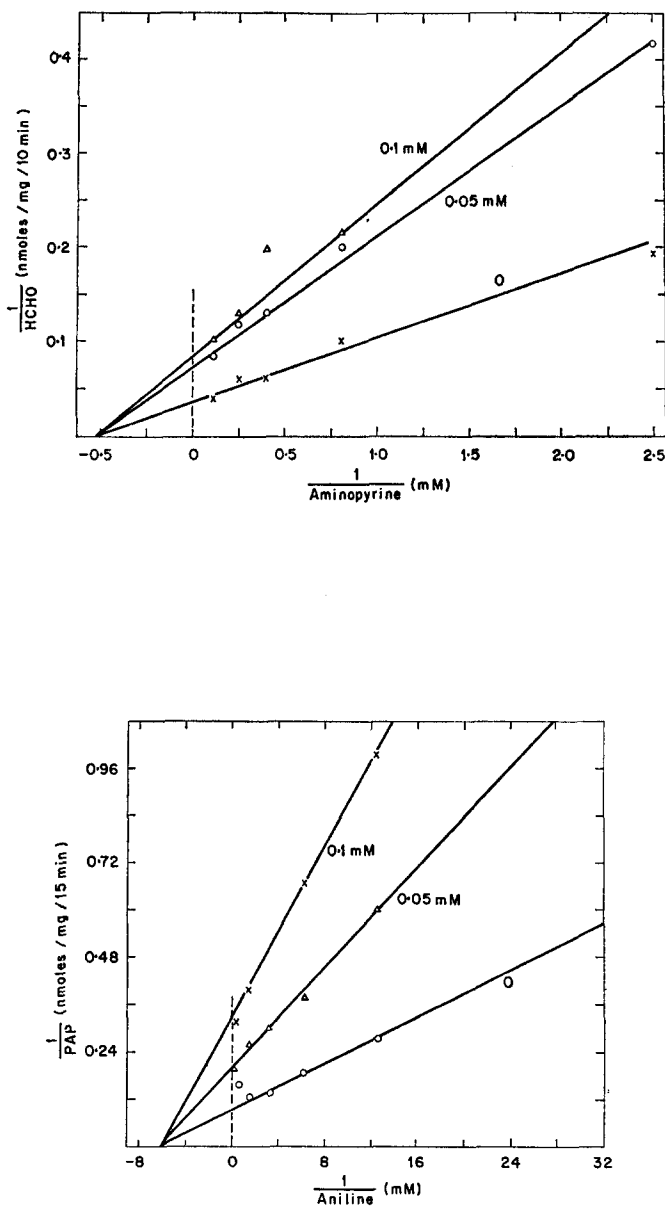 0·4
0·3
0·2
0·1
1
HCHO (nmoles / mg / 10 min)
0·1 mM
0·05 mM
0
-0·5 0 0·5 1·0 1·5 2·0 2·5
1
Aminopyrine (mM)
0·96
0·72
0·48
0·24
1
PAP (nmoles / mg / 15 min)
0·1 mM
0·05 mM
0
-8 0 8 16 24 32
1
Aniline (mM)